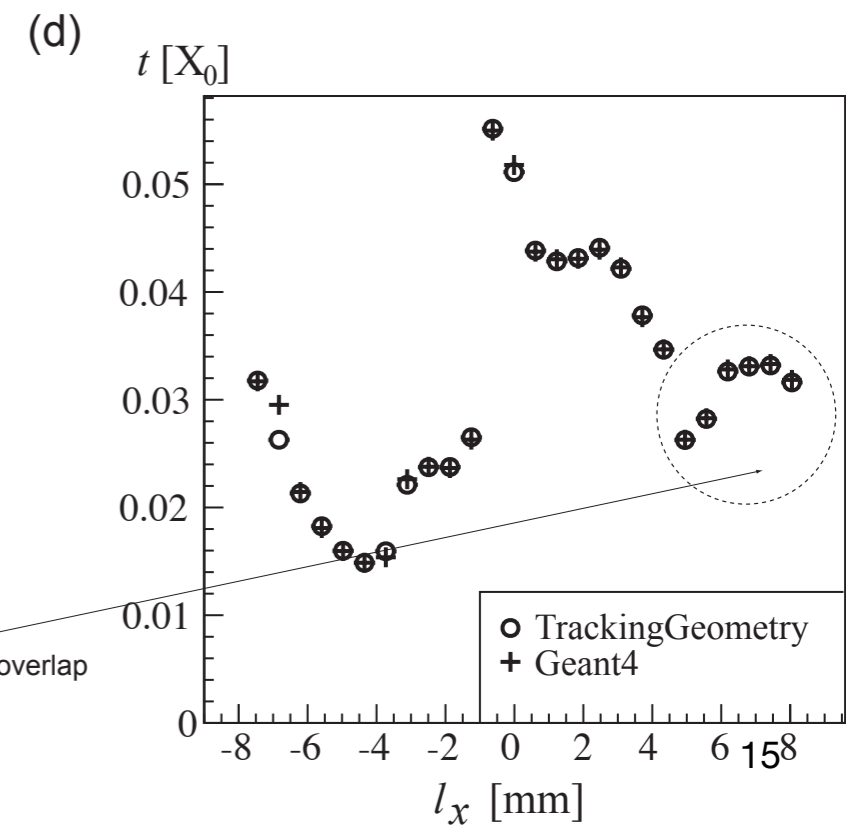 (d)
t [X₀]
0.05
0.04
0.03
0.02
0.01
0
TrackingGeometry
Geant4
overlap
-8 -6 -4 -2 0 2 4 6 8
15
lₓ [mm]